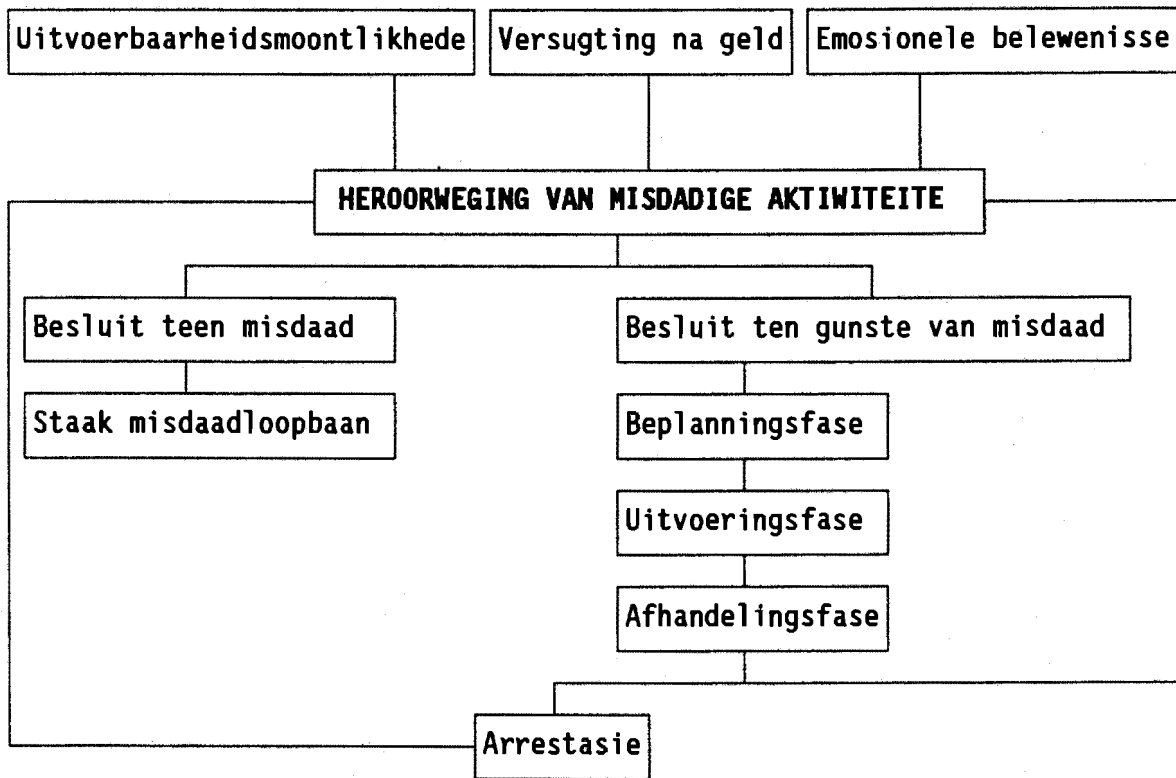 Uitvoerbaarheidsmoontlikhede
Versugting na geld
Emosionele belewenisse
HEROORWEGING VAN MISDADIGE AKTIWITEITE
Besluit teen misdaad
Besluit ten gunste van misdaad
Staak misdaadloopbaan
Beplanningsfase
Uitvoeringsfase
Afhandelingsfase
Arrestasie